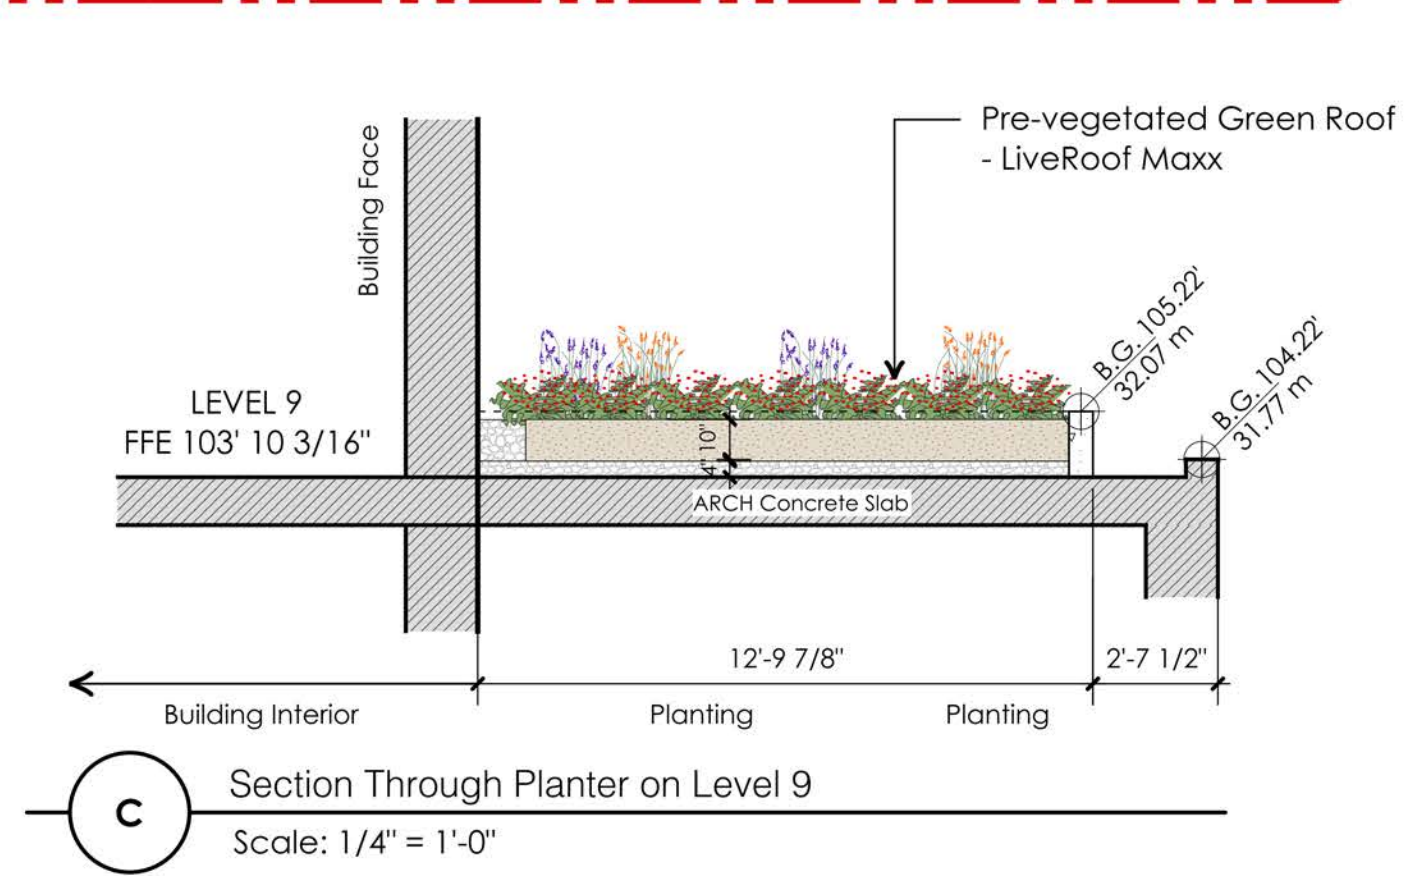 Pre-vegetated Green Roof
- LiveRoof Maxx
Building Face
B.G. 105.22'
32.07 m
B.G. 104.22'
31.77 m
LEVEL 9
FFE 103' 10 3/16"
10"
4"
ARCH Concrete Slab
12'-9 7/8"
2'-7 1/2"
Building Interior
Planting
Planting
C
Section Through Planter on Level 9
Scale: 1/4" = 1'-0"